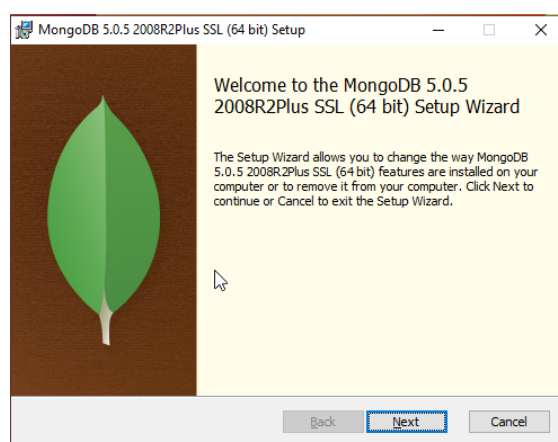 MongoDB 5.0.5 2008R2Plus SSL (64 bit) Setup
Welcome to the MongoDB 5.0.5
2008R2Plus SSL (64 bit) Setup Wizard
The Setup Wizard allows you to change the way MongoDB
5.0.5 2008R2Plus SSL (64 bit) features are installed on your
computer or to remove it from your computer. Click Next to
continue or Cancel to exit the Setup Wizard.
Back Next Cancel